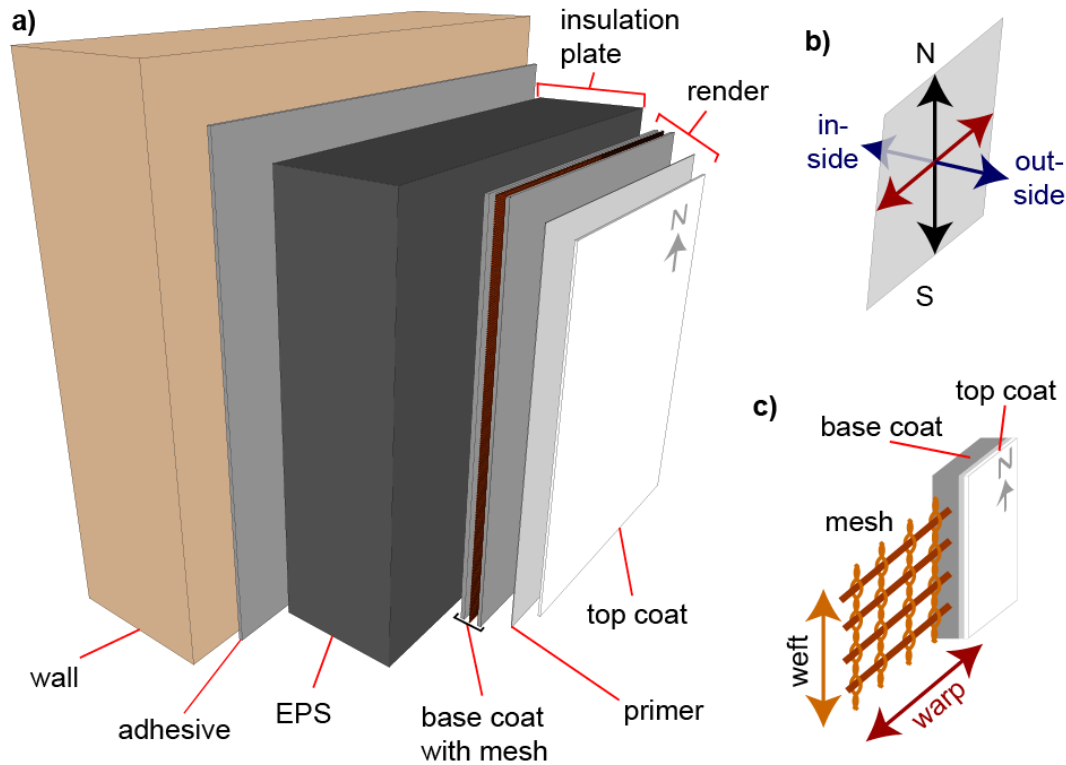 a)
insulation
plate
render
wall
adhesive
EPS
base coat
with mesh
primer
top coat
N
b)
N
in-
side
out-
side
S
c)
top coat
base coat
N
mesh
weft
warp